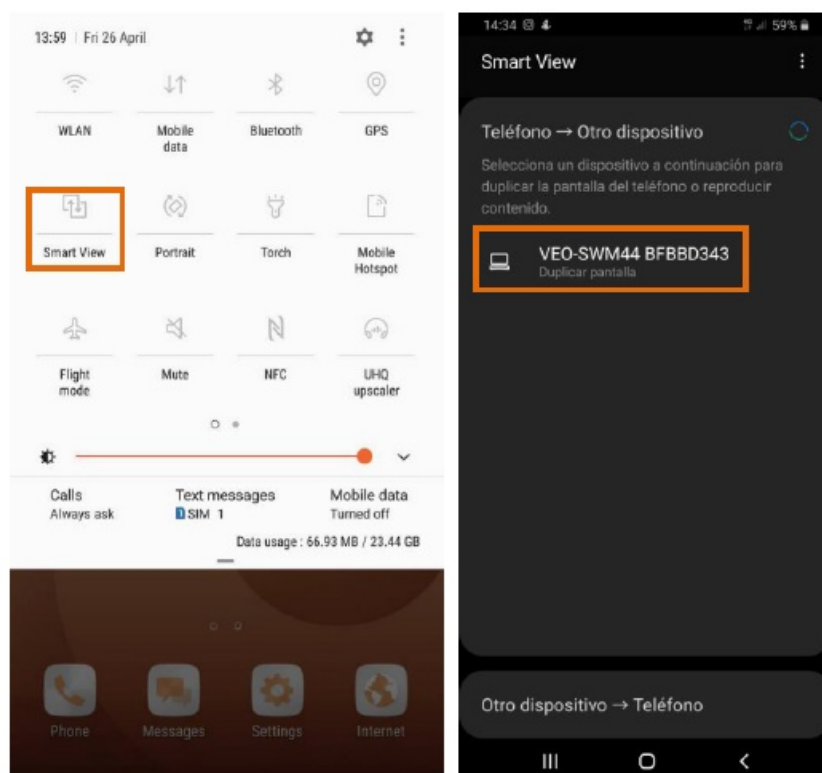 13:59 | Fri 26 April
WLAN
Mobile
data
Bluetooth
GPS
Smart View
Portrait
Torch
Mobile
Hotspot
Flight
mode
Mute
NFC
UHQ
upscaler
Calls
Always ask
Text messages
1 SIM 1
Mobile data
Turned off
Data usage : 66.93 MB / 23.44 GB
Phone
Messages
Settings
Internet
14:34
59%
Smart View
Teléfono → Otro dispositivo
Selecciona un dispositivo a continuación para
duplicar la pantalla del teléfono o reproducir
contenido.
VEO-SWM44 BFBBD343
Duplicar pantalla
Otro dispositivo → Teléfono